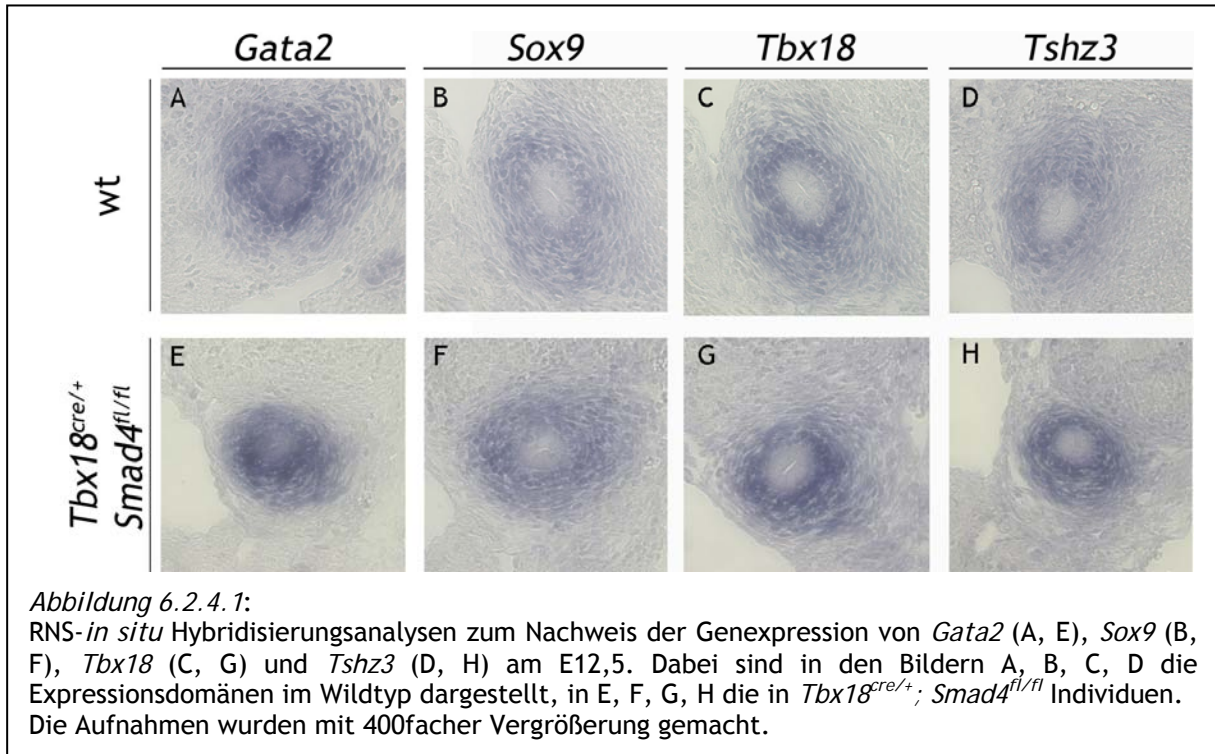 Gata2 Sox9 Tbx18 Tshz3
wt
A B C D
Tbx18cre/+
Smad4fl/fl
E F G H
Abbildung 6.2.4.1:
RNS-in situ Hybridisierungsanalysen zum Nachweis der Genexpression von Gata2 (A, E), Sox9 (B,
F), Tbx18 (C, G) und Tshz3 (D, H) am E12,5. Dabei sind in den Bildern A, B, C, D die
Expressionsdomänen im Wildtyp dargestellt, in E, F, G, H die in Tbx18cre/+; Smad4fl/fl Individuen.
Die Aufnahmen wurden mit 400facher Vergrößerung gemacht.